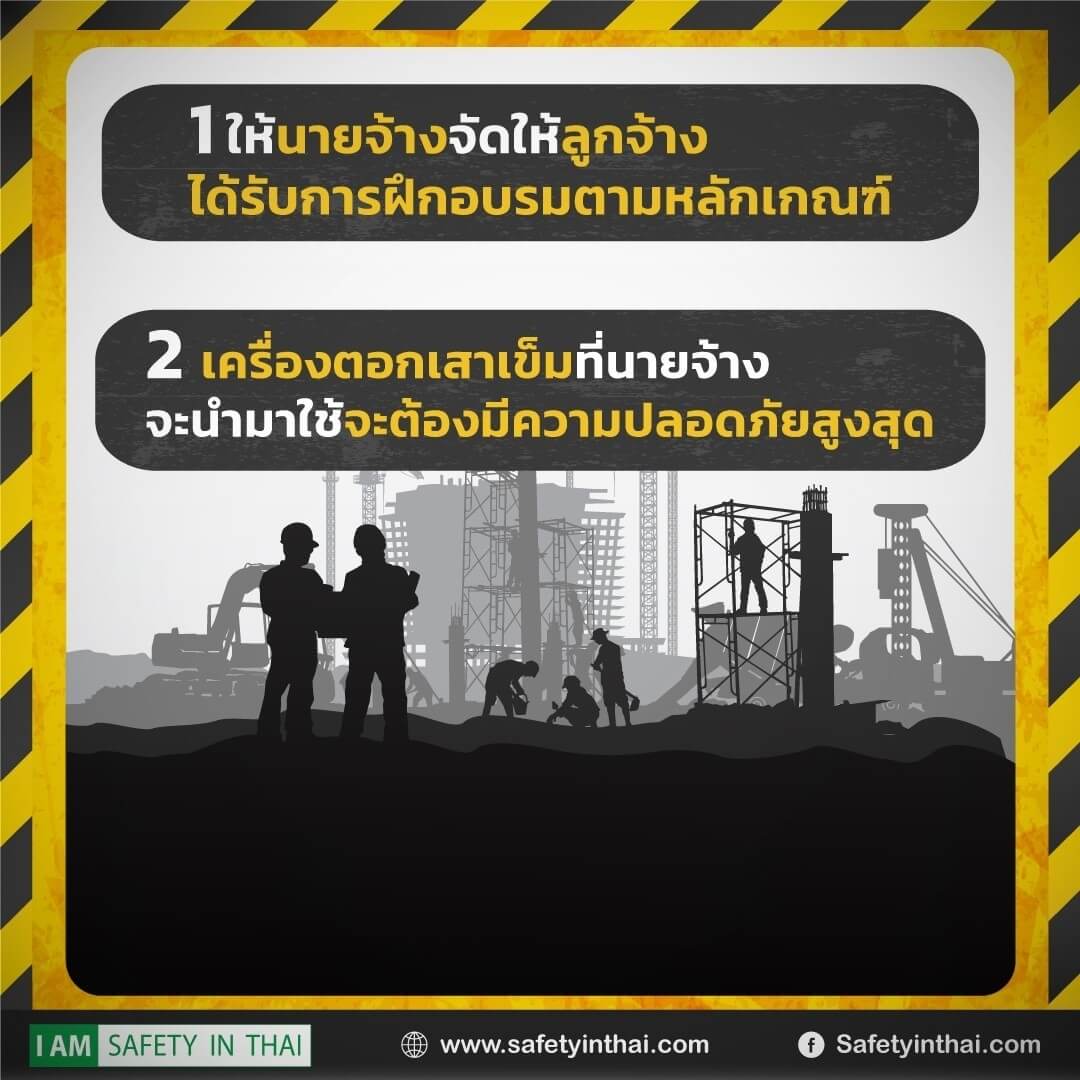 1 ให้นายจ้างจัดให้ลูกจ้าง
ได้รับการฝึกอบรมตามหลักเกณฑ์
2 เครื่องตอกเสาเข็มที่นายจ้าง
จะนำมาใช้จะต้องมีความปลอดภัยสูงสุด
I AM SAFETY IN THAI
www.safetyinthai.com
Safetyinthai.com